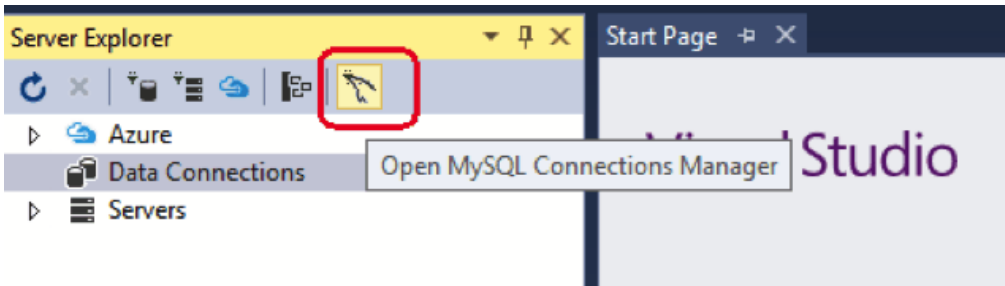 Server Explorer
Start Page
Azure
Data Connections
Open MySQL Connections Manager
Studio
Servers